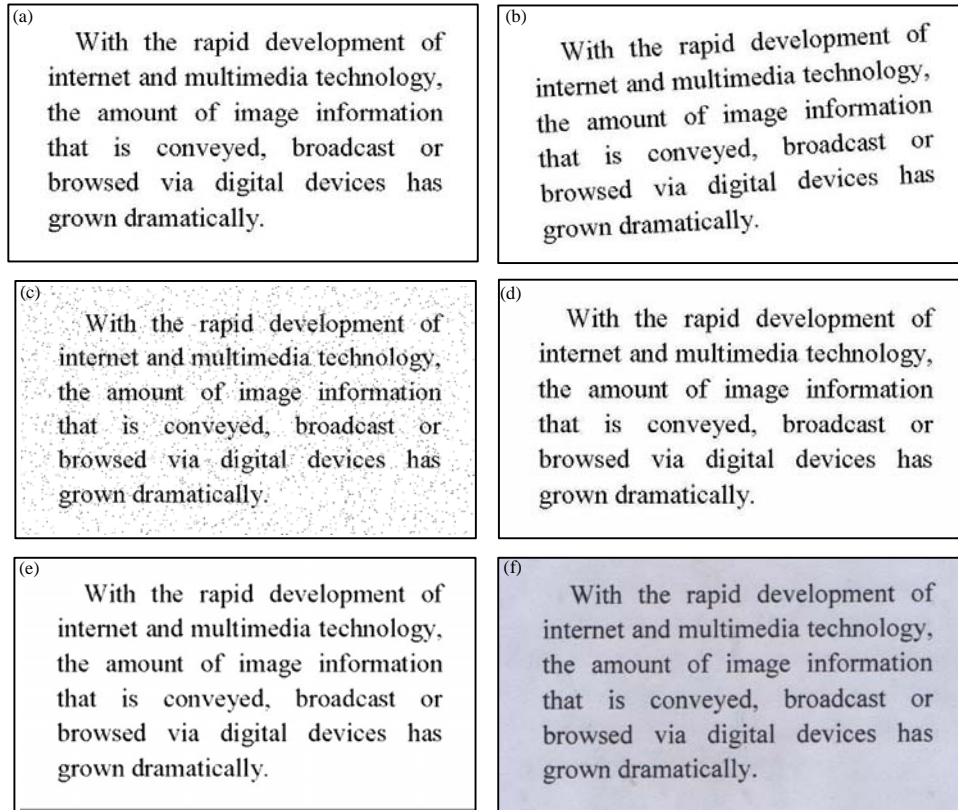 (a)
With the rapid development of
internet and multimedia technology,
the amount of image information
that is conveyed, broadcast or
browsed via digital devices has
grown dramatically.
(b)
With the rapid development of
internet and multimedia technology,
the amount of image information
that is conveyed, broadcast or
browsed via digital devices has
grown dramatically.
(c)
With the rapid development of
internet and multimedia technology,
the amount of image information
that is conveyed, broadcast or
browsed via digital devices has
grown dramatically.
(d)
With the rapid development of
internet and multimedia technology,
the amount of image information
that is conveyed, broadcast or
browsed via digital devices has
grown dramatically.
(e)
With the rapid development of
internet and multimedia technology,
the amount of image information
that is conveyed, broadcast or
browsed via digital devices has
grown dramatically.
(f)
With the rapid development of
internet and multimedia technology,
the amount of image information
that is conveyed, broadcast or
browsed via digital devices has
grown dramatically.